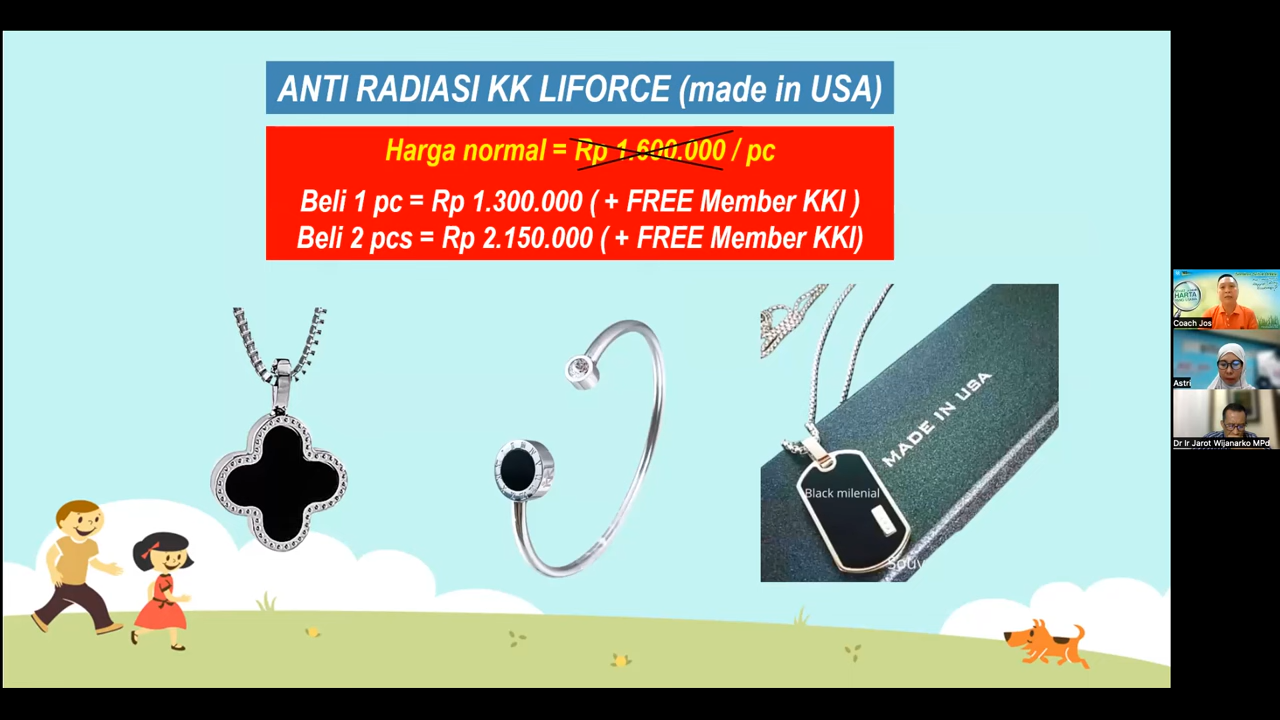 ANTI RADIASI KK LIFORCE (made in USA)
Harga normal = Rp 1.600.000 / pc
Beli 1 pc = Rp 1.300.000 ( + FREE Member KKI )
Beli 2 pcs = Rp 2.150.000 ( + FREE Member KKI)
MADE IN USA
Black milenial
Souv
HARTA
Coach Jos
Astri
Dr Ir Jarot Wijanarko MPd